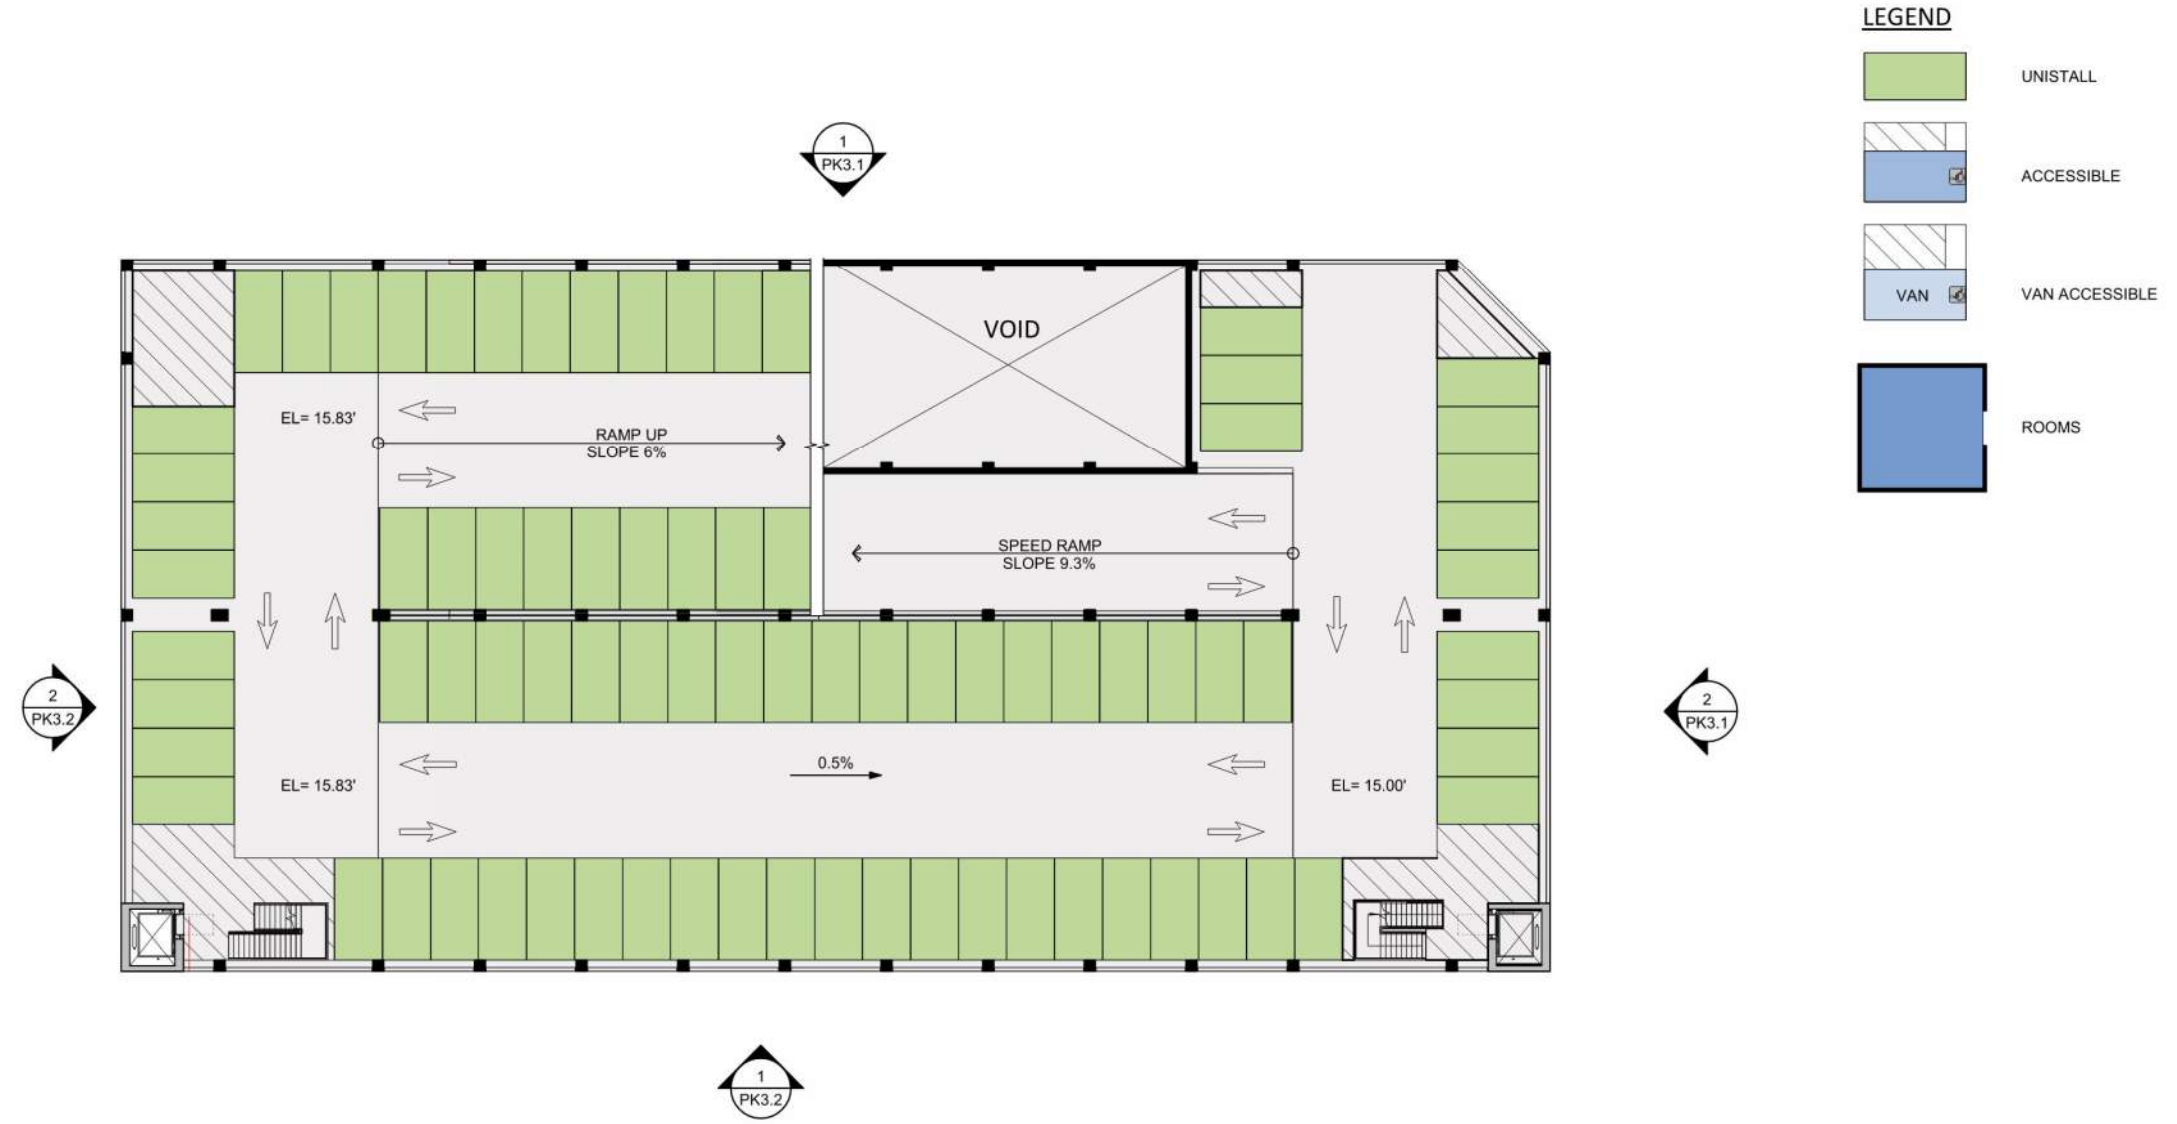 LEGEND
UNISTALL
ACCESSIBLE
VAN
VAN ACCESSIBLE
ROOMS
1
PK3.1
VOID
EL= 15.83'
RAMP UP
SLOPE 6%
SPEED RAMP
SLOPE 9.3%
2
PK3.2
2
PK3.1
0.5%
EL= 15.83'
EL= 15.00'
1
PK3.2